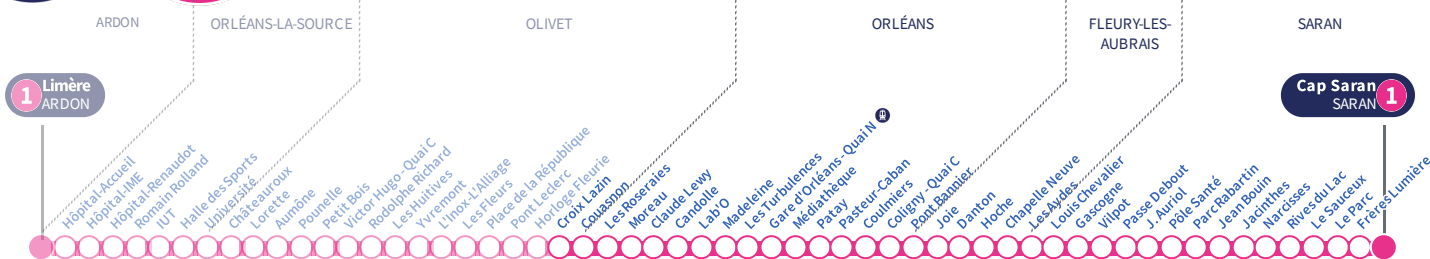 ARDON
ORLÉANS-LA-SOURCE
OLIVET
ORLÉANS
FLEURY-LES-
AUBRAIS
SARAN
1
Limère
ARDON
Cap Saran
SARAN
1
Hôpital-Accueil
Hôpital-IME
Hôpital-Renaudot
Romain Rolland
IUT
Halle des Sports
Université
Châteauroux
Lorette
Aumône
Pounelle
Petit Bois
Victor Hugo - Quai C
Rodolphe Richard
Les Huitives
Yvremont
L'Inox-L'Alliage
Les Fleurs
Place de la République
Pont Leclerc
Horloge Fleurie
Croix Lazin
Couasnon
Les Roseraies
Moreau
Claude Lewy
Candolle
Lab'O
Madeleine
Les Turbulences
Gare d'Orléans - Quai N
Médiathèque
Patay
Pasteur-Caban
Coulmiers
Coligny - Quai C
Pont Bannier
Joie
Danton
Hoche
Chapelle Neuve
Les Aydes
Louis Chevalier
Gascogne
Vilpot
Passe Debout
J. Auriol
Pôle Santé
Parc Rabartin
Jean Bouin
Jacinthes
Narcisses
Rives du Lac
Le Sauceux
Le Parc
Frères Lumière